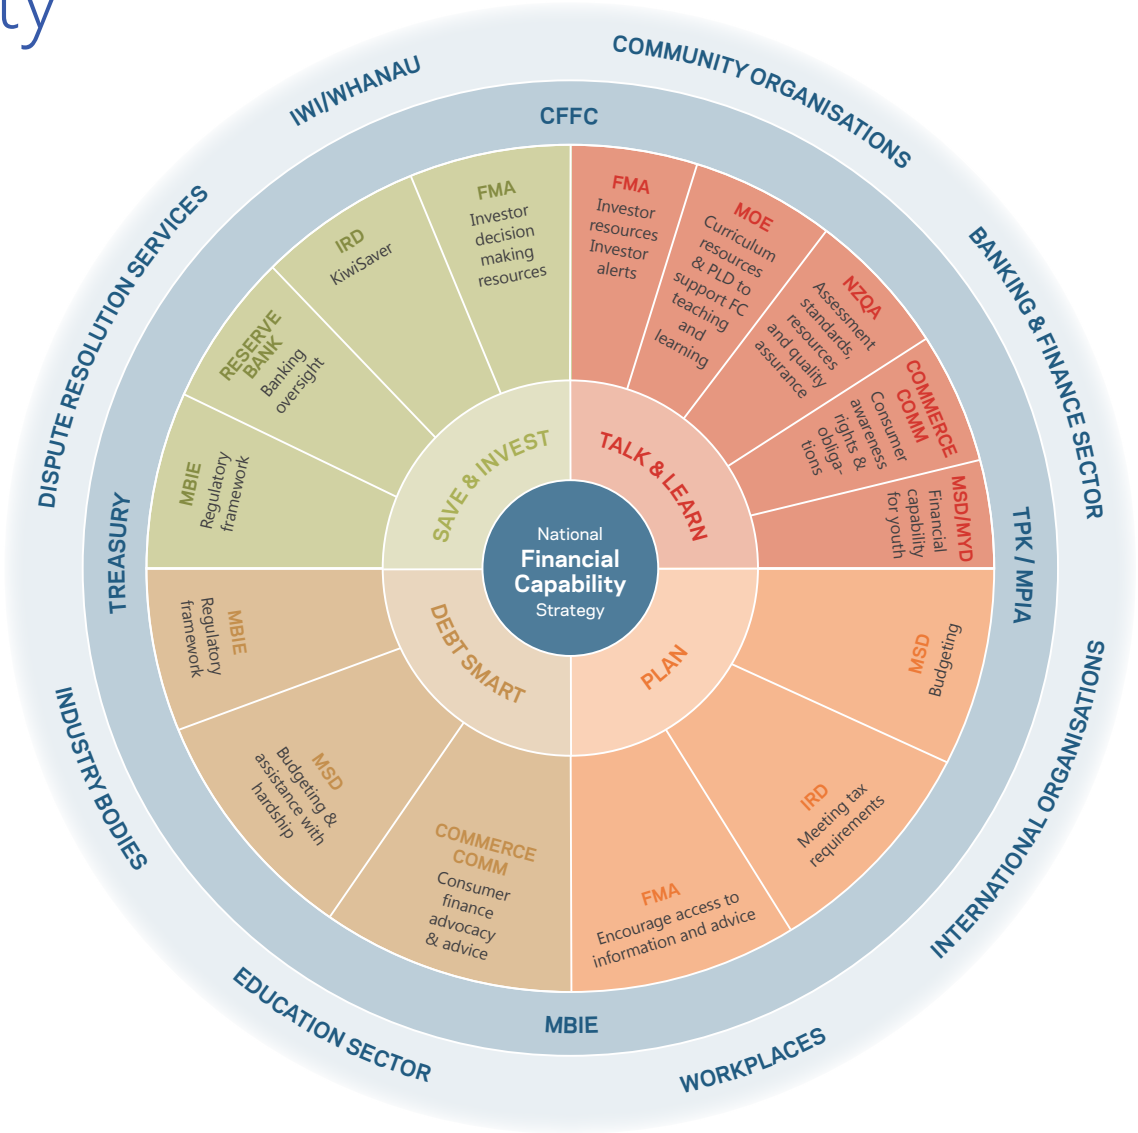 ty
IWI/WHANAU
COMMUNITY ORGANISATIONS
BANKING & FINANCE SECTOR
INTERNATIONAL ORGANISATIONS
WORKPLACES
EDUCATION SECTOR
INDUSTRY BODIES
DISPUTE RESOLUTION SERVICES
CFFC
TPK / MPIA
MBIE
TREASURY
National
Financial
Capability
Strategy
TALK & LEARN
FMA
Investor
resources
Investor
alerts
MOE
Curriculum
resources
& PLD to
support FC
teaching
and
learning
NZQA
Assessment
standards,
resources
and quality
assurance
COMMERCE
COMM
Consumer
awareness
rights &
obliga-
tions
MSD/MYD
Financial
capability
for youth
PLAN
MSD
Budgeting
IRD
Meeting tax
requirements
FMA
Encourage access to
information and advice
DEBT SMART
COMMERCE
COMM
Consumer
finance
advocacy
& advice
MSD
Budgeting &
assistance with
hardship
MBIE
Regulatory
framework
SAVE & INVEST
MBIE
Regulatory
framework
RESERVE
BANK
Banking
oversight
IRD
KiwiSaver
FMA
Investor
decision
making
resources